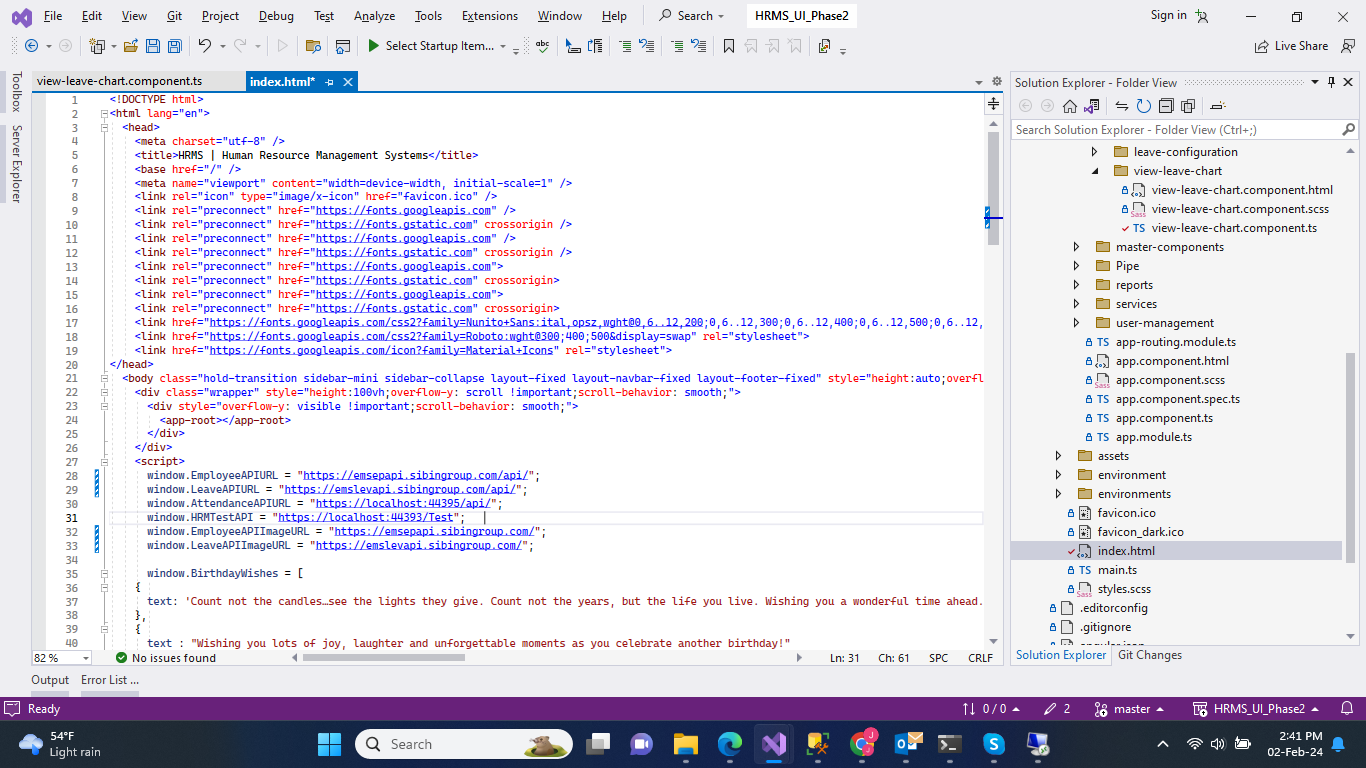 File Edit View Git Project Debug Test Analyze Tools Extensions Window Help Search HRMS_UI_Phase2 Sign in
Select Startup Item... Live Share
Toolbox
Server Explorer
view-leave-chart.component.ts index.html*
1 <!DOCTYPE html>
2 <html lang="en">
3 <head>
4 <meta charset="utf-8" />
5 <title>HRMS | Human Resource Management Systems</title>
6 <base href="/" />
7 <meta name="viewport" content="width=device-width, initial-scale=1" />
8 <link rel="icon" type="image/x-icon" href="favicon.ico" />
9 <link rel="preconnect" href="https://fonts.googleapis.com" />
10 <link rel="preconnect" href="https://fonts.gstatic.com" crossorigin />
11 <link rel="preconnect" href="https://fonts.googleapis.com" />
12 <link rel="preconnect" href="https://fonts.gstatic.com" crossorigin />
13 <link rel="preconnect" href="https://fonts.googleapis.com">
14 <link rel="preconnect" href="https://fonts.gstatic.com" crossorigin>
15 <link rel="preconnect" href="https://fonts.googleapis.com">
16 <link rel="preconnect" href="https://fonts.gstatic.com" crossorigin>
17 <link href="https://fonts.googleapis.com/css2?family=Nunito+Sans:ital,opsz,wght@0,6..12,200;0,6..12,300;0,6..12,400;0,6..12,500;0,6..12,
18 <link href="https://fonts.googleapis.com/css2?family=Roboto:wght@300;400;500&display=swap" rel="stylesheet">
19 <link href="https://fonts.googleapis.com/icon?family=Material+Icons" rel="stylesheet">
20 </head>
21 <body class="hold-transition sidebar-mini sidebar-collapse layout-fixed layout-navbar-fixed layout-footer-fixed" style="height:auto;overfl
22 <div class="wrapper" style="height:100vh;overflow-y: scroll !important;scroll-behavior: smooth;">
23 <div style="overflow-y: visible !important;scroll-behavior: smooth;">
24 <app-root></app-root>
25 </div>
26 </div>
27 <script>
28 window.EmployeeAPIURL = "https://emsepapi.sibingroup.com/api/";
29 window.LeaveAPIURL = "https://emslevapi.sibingroup.com/api/";
30 window.AttendanceAPIURL = "https://localhost:44395/api/";
31 window.HRMTestAPI = "https://localhost:44393/Test";
32 window.EmployeeAPIImageURL = "https://emsepapi.sibingroup.com/";
33 window.LeaveAPIImageURL = "https://emslevapi.sibingroup.com/";
34
35 window.BirthdayWishes = [
36 {
37 text: 'Count not the candles…see the lights they give. Count not the years, but the life you live. Wishing you a wonderful time ahead.
38 },
39 {
40 text : "Wishing you lots of joy, laughter and unforgettable moments as you celebrate another birthday!"
82 % No issues found Ln: 31 Ch: 61 SPC CRLF
Solution Explorer - Folder View
Search Solution Explorer - Folder View (Ctrl+;)
leave-configuration
view-leave-chart
view-leave-chart.component.html
Sass view-leave-chart.component.scss
TS view-leave-chart.component.ts
master-components
Pipe
reports
services
user-management
TS app-routing.module.ts
app.component.html
Sass app.component.scss
TS app.component.spec.ts
TS app.component.ts
TS app.module.ts
assets
environment
environments
favicon.ico
favicon_dark.ico
index.html
TS main.ts
Sass styles.scss
.editorconfig
.gitignore
Solution Explorer Git Changes
Output Error List ...
Ready 0 / 0 2 master HRMS_UI_Phase2
54°F
Light rain
Search
J
2:41 PM
02-Feb-24